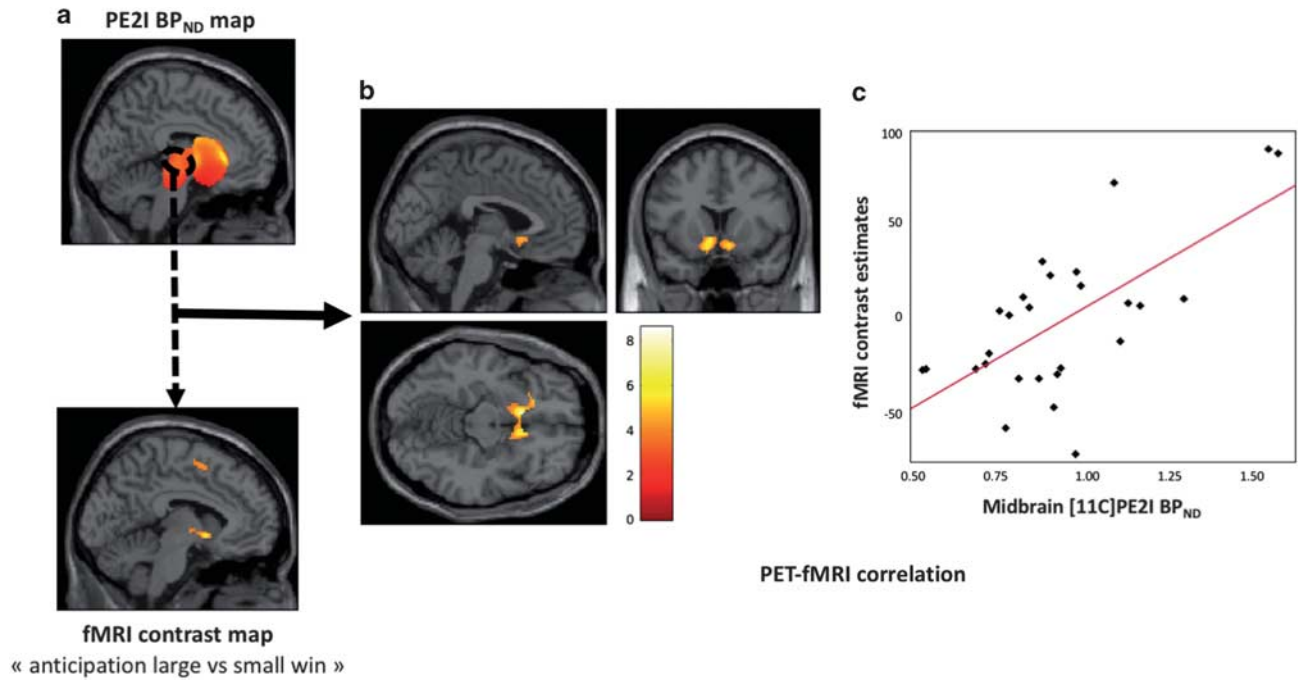 a
PE2I BPND map
b
c
8
6
4
2
0
fMRI contrast map
« anticipation large vs small win »
100
50
0
-50
fMRI contrast estimates
0.50 0.75 1.00 1.25 1.50
Midbrain [11C]PE2I BPND
PET-fMRI correlation